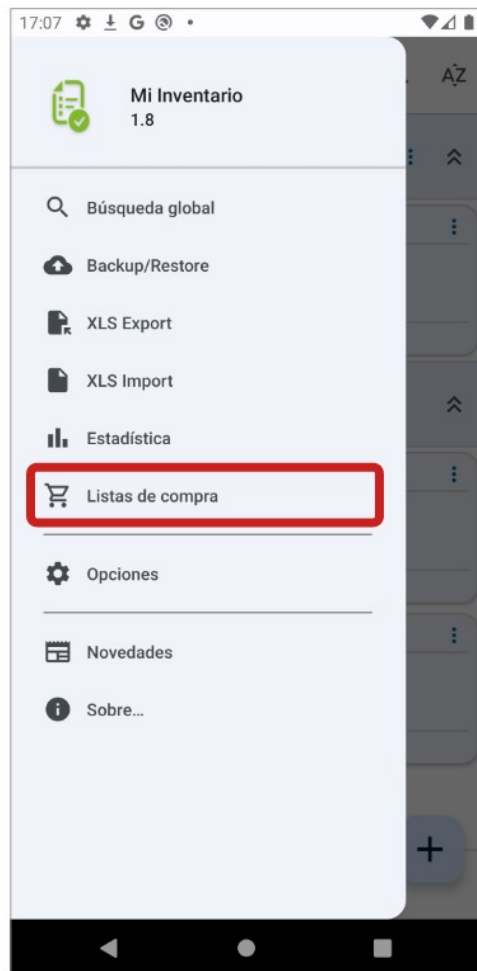 17:07
AZ
Mi Inventario
1.8
Búsqueda global
Backup/Restore
XLS Export
XLS Import
Estadística
Listas de compra
Opciones
Novedades
Sobre...